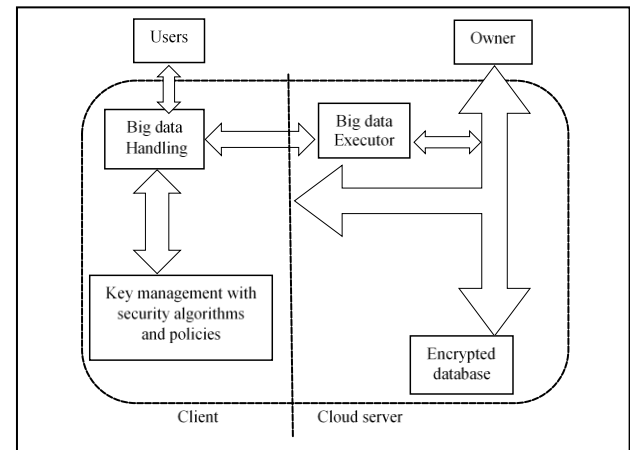 Users
Owner
Big data
Handling
Big data
Executor
Key management with
security algorithms
and policies
Encrypted
database
Client
Cloud server